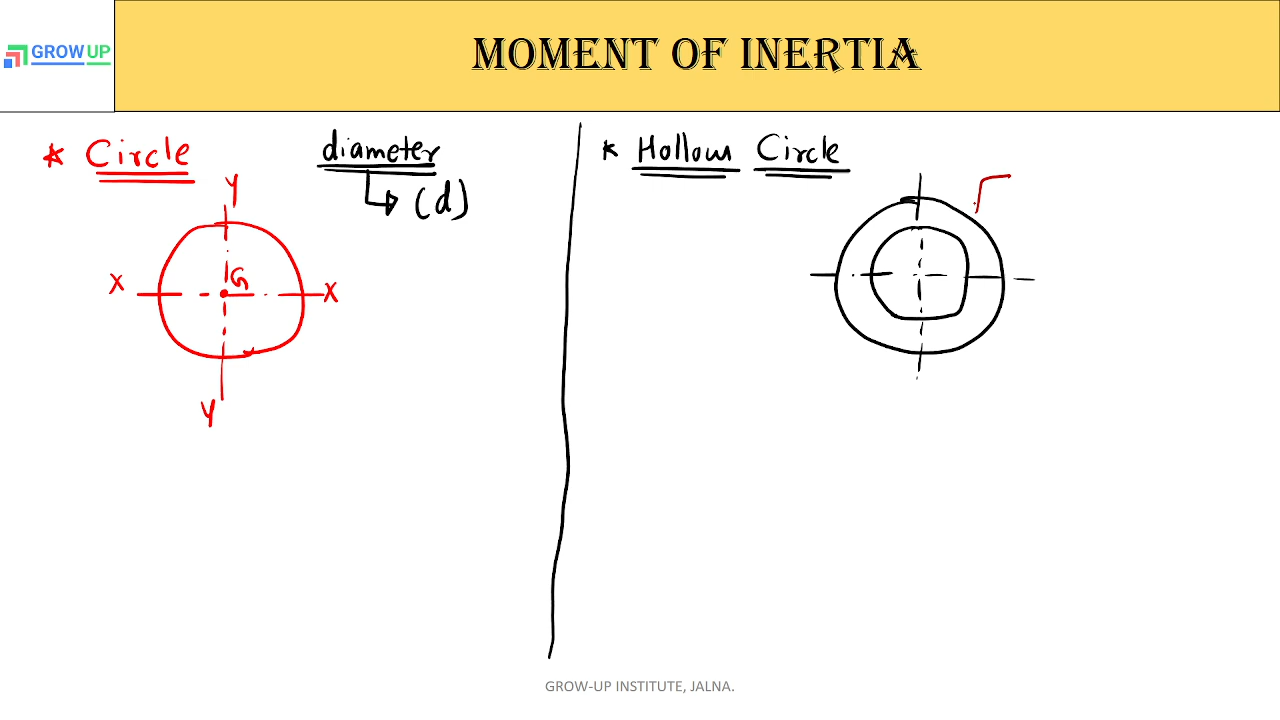 GROW UP
MOMENT OF INERTIA
* Circle
diameter
(d)
Y
X
G
X
Y
* Hollow Circle
GROW-UP INSTITUTE, JALNA.